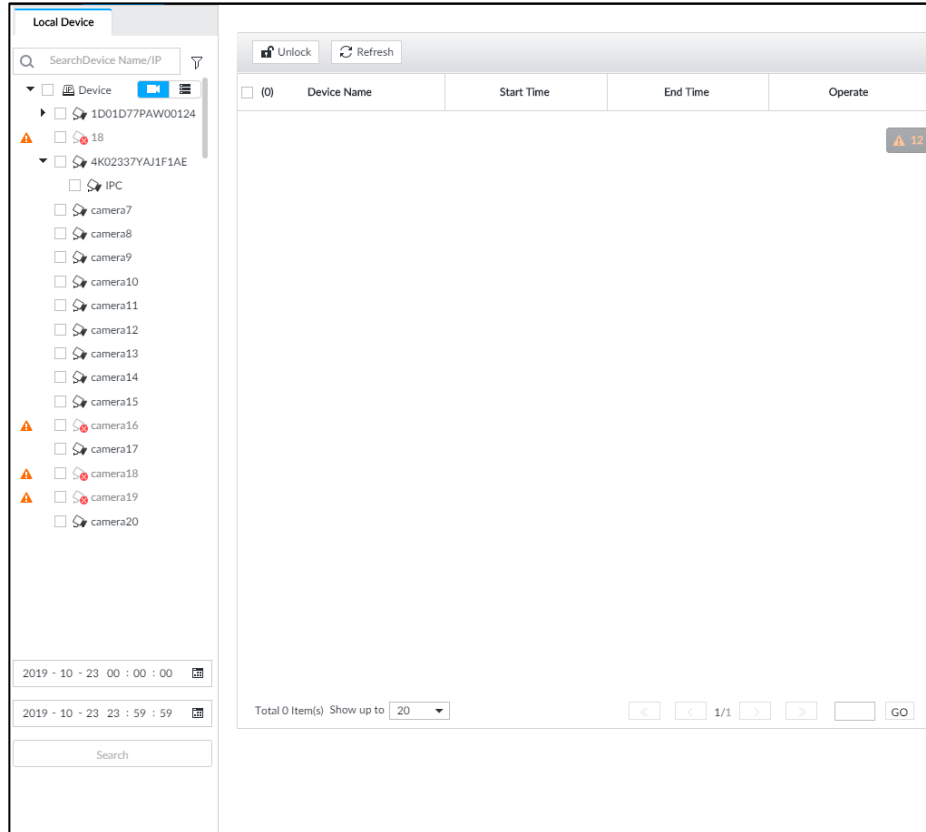 Local Device
SearchDevice Name/IP
Device
1D01D77PAW00124
18
4K02337YAJ1F1AE
IPC
camera7
camera8
camera9
camera10
camera11
camera12
camera13
camera14
camera15
camera16
camera17
camera18
camera19
camera20
2019 - 10 - 23 00 : 00 : 00
2019 - 10 - 23 23 : 59 : 59
Search
Unlock Refresh
(0) Device Name Start Time End Time Operate
12
Total 0 Item(s) Show up to 20 1/1 GO